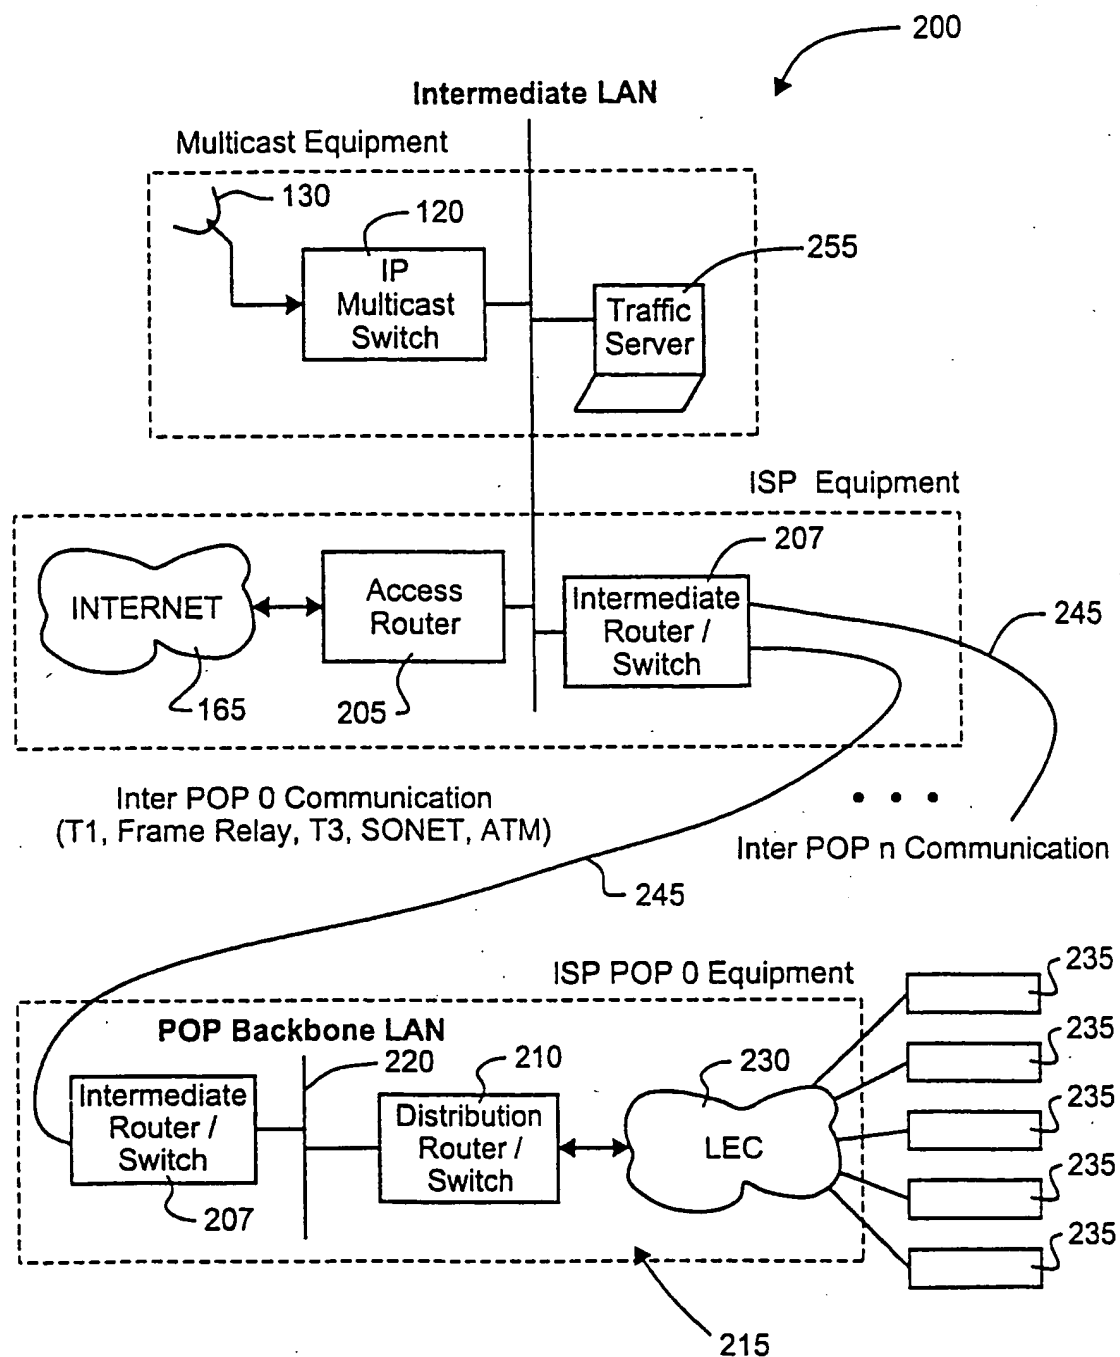 200
Intermediate LAN
Multicast Equipment
130
120
255
IP
Multicast
Switch
Traffic
Server
ISP Equipment
207
INTERNET
Access
Router
Intermediate
Router /
Switch
245
165
205
Inter POP 0 Communication
(T1, Frame Relay, T3, SONET, ATM)
Inter POP n Communication
245
ISP POP 0 Equipment
235
POP Backbone LAN
220
210
230
235
Intermediate
Router /
Switch
Distribution
Router /
Switch
LEC
235
235
207
235
215